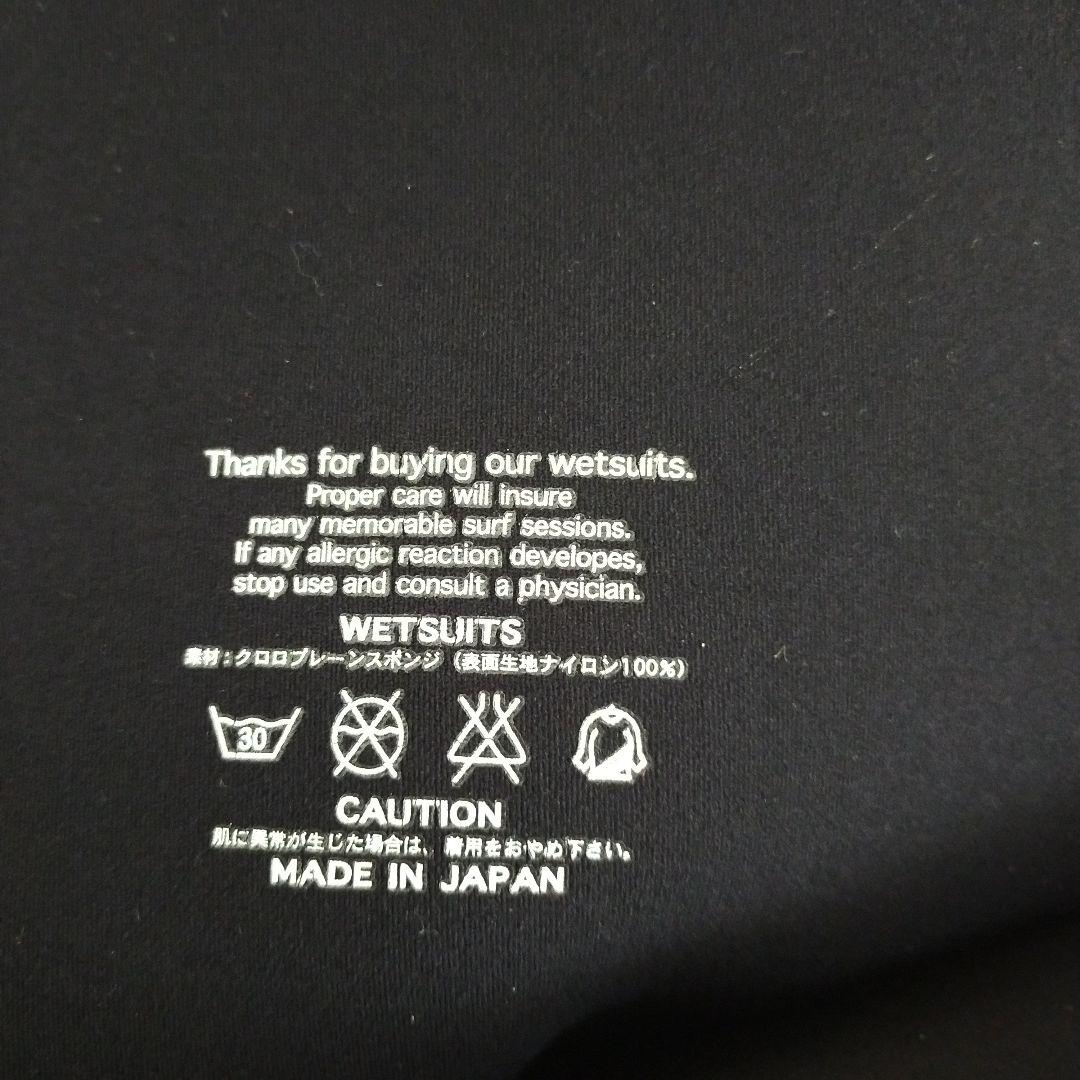 Thanks for buying our wetsuits.
Proper care will insure
many memorable surf sessions.
If any allergic reaction developes,
stop use and consult a physician.
WETSUITS
素材：クロロプレーンスポンジ（表面生地ナイロン100%）
30
CAUTION
肌に異常が生じた場合は、着用をおやめ下さい。
MADE IN JAPAN